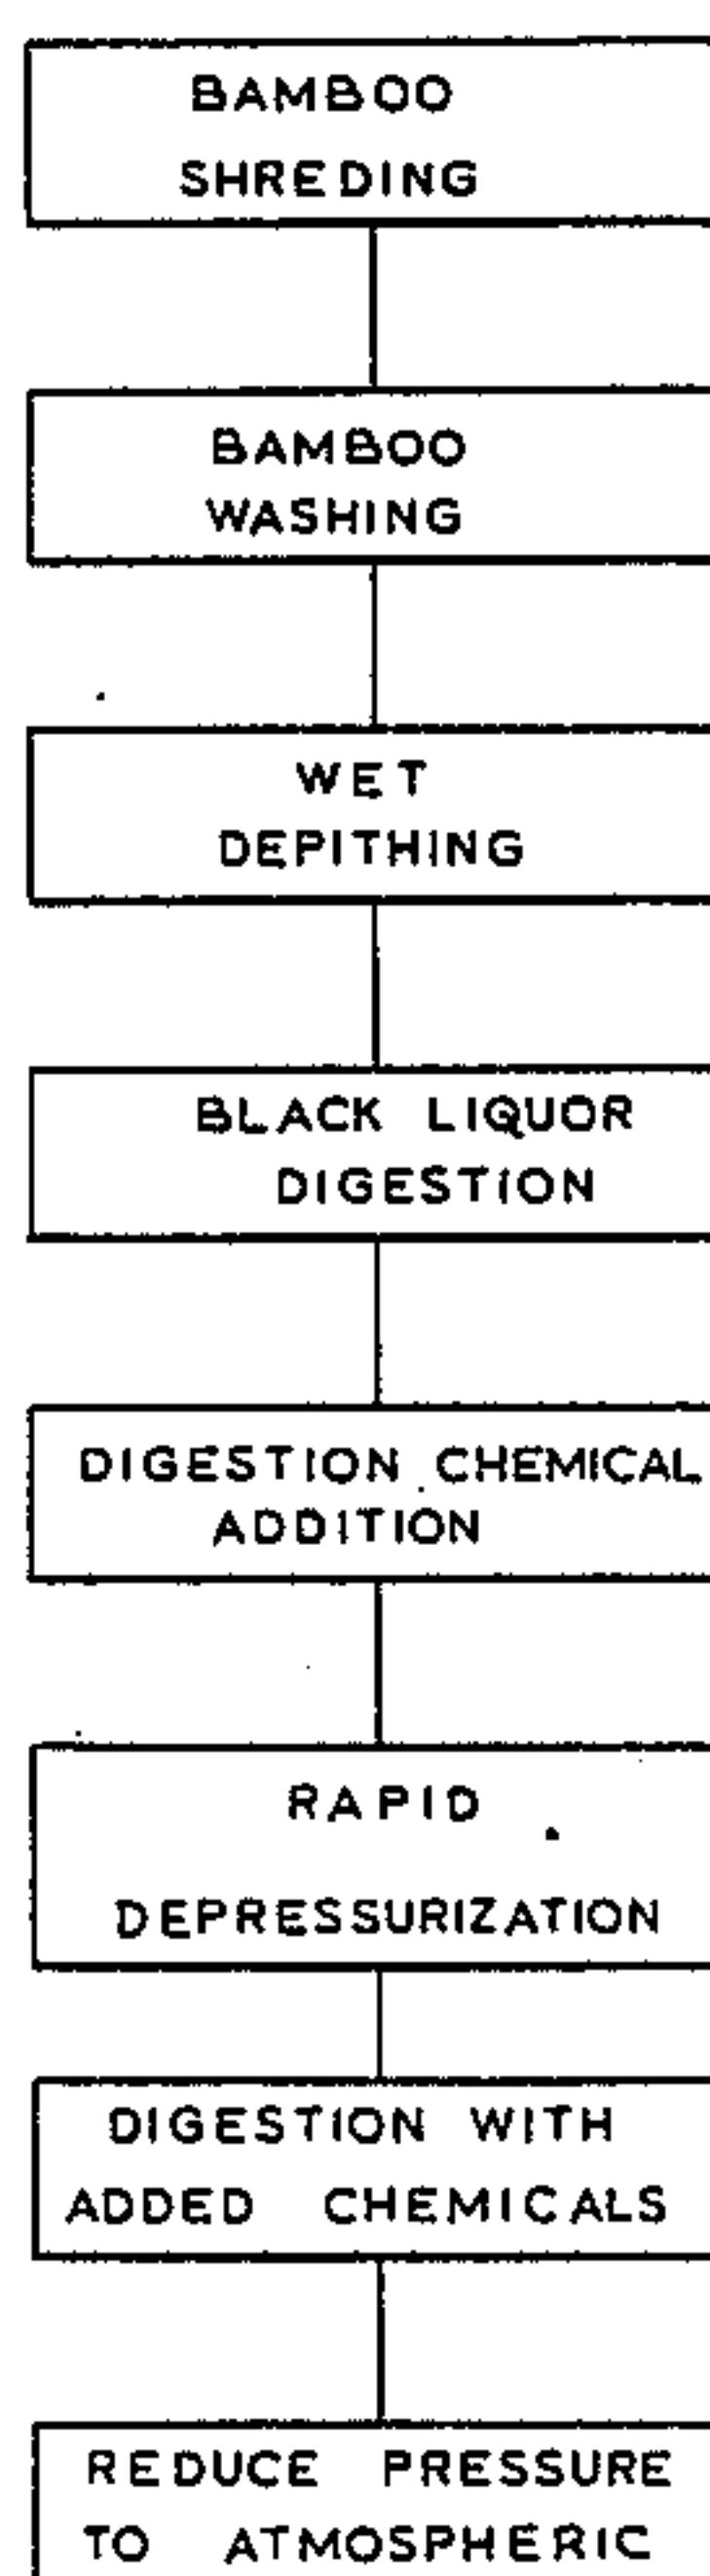 BAMBOO
SHREDING
BAMBOO
WASHING
WET
DEPITHING
BLACK LIQUOR
DIGESTION
DIGESTION CHEMICAL
ADDITION
RAPID
DEPRESSURIZATION
DIGESTION WITH
ADDED CHEMICALS
REDUCE PRESSURE
TO ATMOSPHERIC